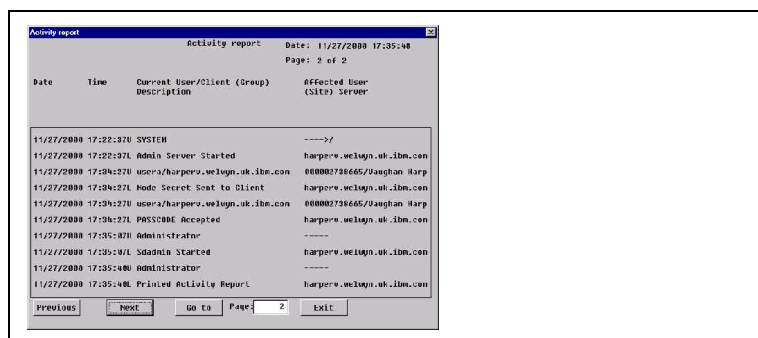 Activity report
Activity report Date: 11/27/2000 17:35:48
Page: 2 of 2
Date Time Current User/Client (Group) Affected User
Description (Site) Server
11/27/2000 17:22:37U SYSTEM ---->/
11/27/2000 17:22:37L Admin Server Started harperv.welwyn.uk.ibm.com
11/27/2000 17:34:27U usera/harperv.welwyn.uk.ibm.com 000002738665/Vaughan Harp
11/27/2000 17:34:27L Node Secret Sent to Client harperv.welwyn.uk.ibm.com
11/27/2000 17:34:27U usera/harperv.welwyn.uk.ibm.com 000002738665/Vaughan Harp
11/27/2000 17:34:27L PASSCODE Accepted harperv.welwyn.uk.ibm.com
11/27/2000 17:35:07U Administrator -----
11/27/2000 17:35:07L Sdadmin Started harperv.welwyn.uk.ibm.com
11/27/2000 17:35:40U Administrator -----
11/27/2000 17:35:40L Printed Activity Report harperv.welwyn.uk.ibm.com
Previous Next Go to Page: 2 Exit